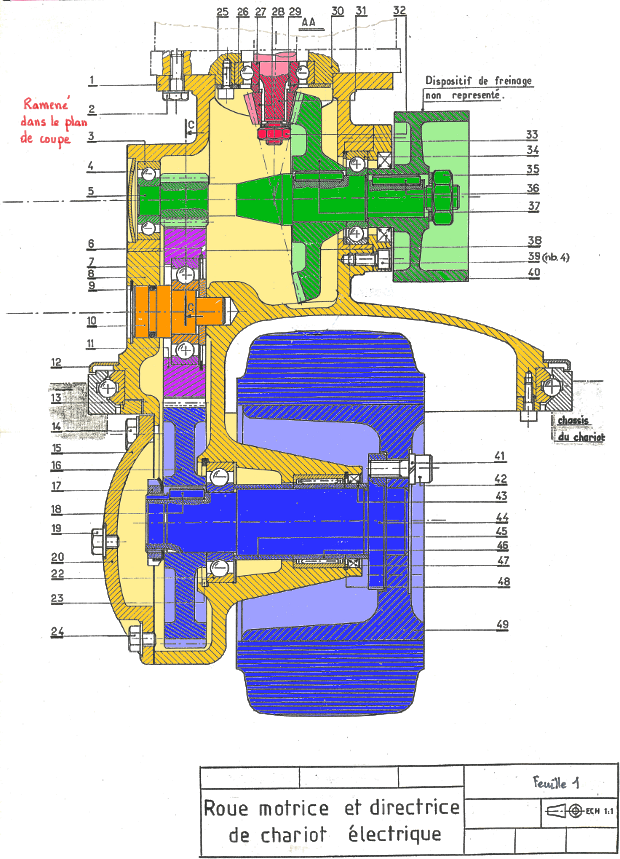 25 26 27 28 29 30 31 32
AA
1
Ramené
dans le plan
de coupe
2
3
4
5
6
7
8
9
10
11
12
13
14
15
16
17
18
19
20
22
23
24
C
C
Dispositif de freinage
non representé.
33
34
35
36
37
38
39 (nb. 4)
40
chassis
du chariot
41
42
43
44
45
46
47
48
49
Feuille 1
Roue motrice et directrice
de chariot électrique
ECH 1:1